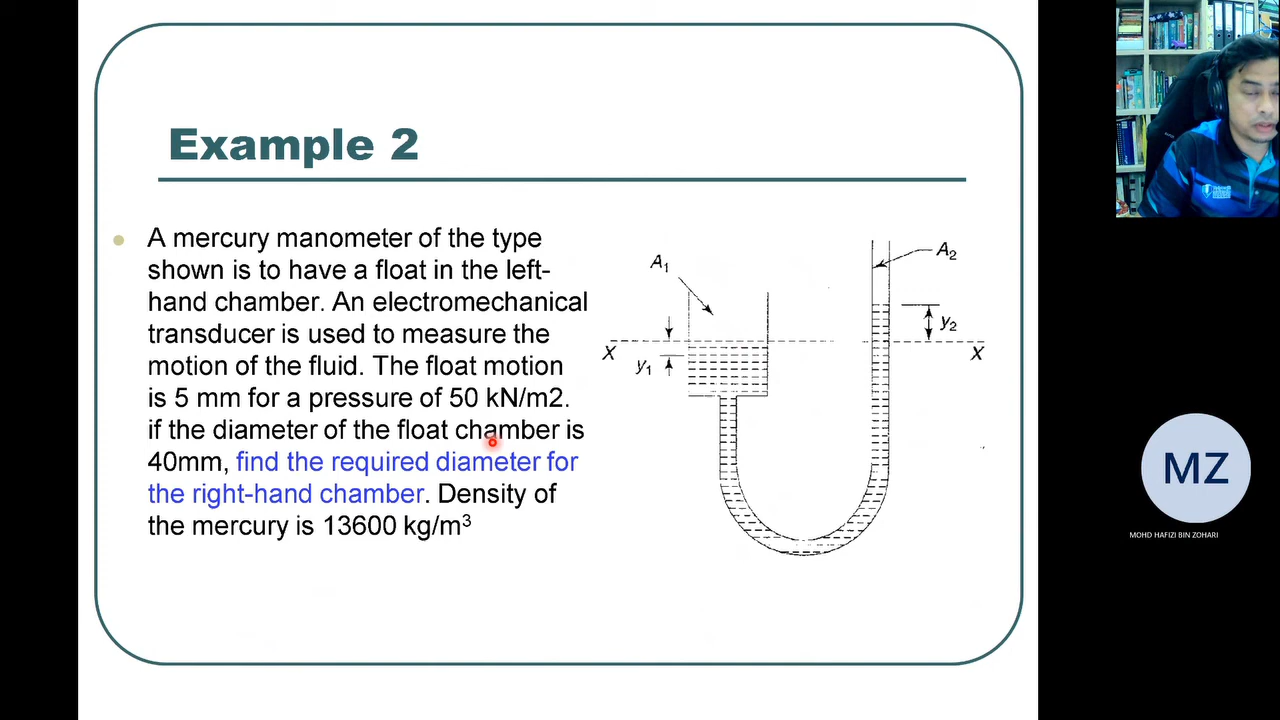 Example 2
A mercury manometer of the type
shown is to have a float in the left-
hand chamber. An electromechanical
transducer is used to measure the
motion of the fluid. The float motion
is 5 mm for a pressure of 50 kN/m2.
if the diameter of the float chamber is
40mm, find the required diameter for
the right-hand chamber. Density of
the mercury is 13600 kg/m³
A₁
A₂
y₂
X
X
y₁
MZ
MOHD HAFIZI BIN ZOHARI